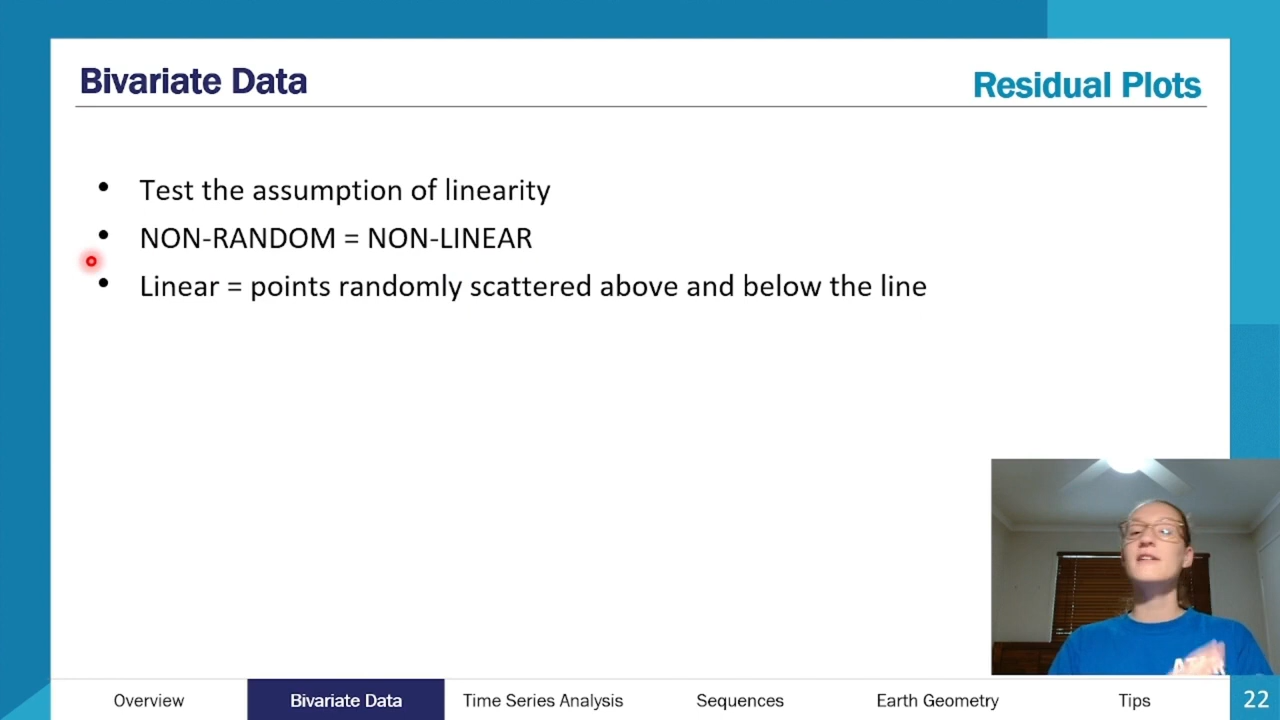 Bivariate Data
Residual Plots
• Test the assumption of linearity
• NON-RANDOM = NON-LINEAR
• Linear = points randomly scattered above and below the line
Overview
Bivariate Data
Time Series Analysis
Sequences
Earth Geometry
Tips
22